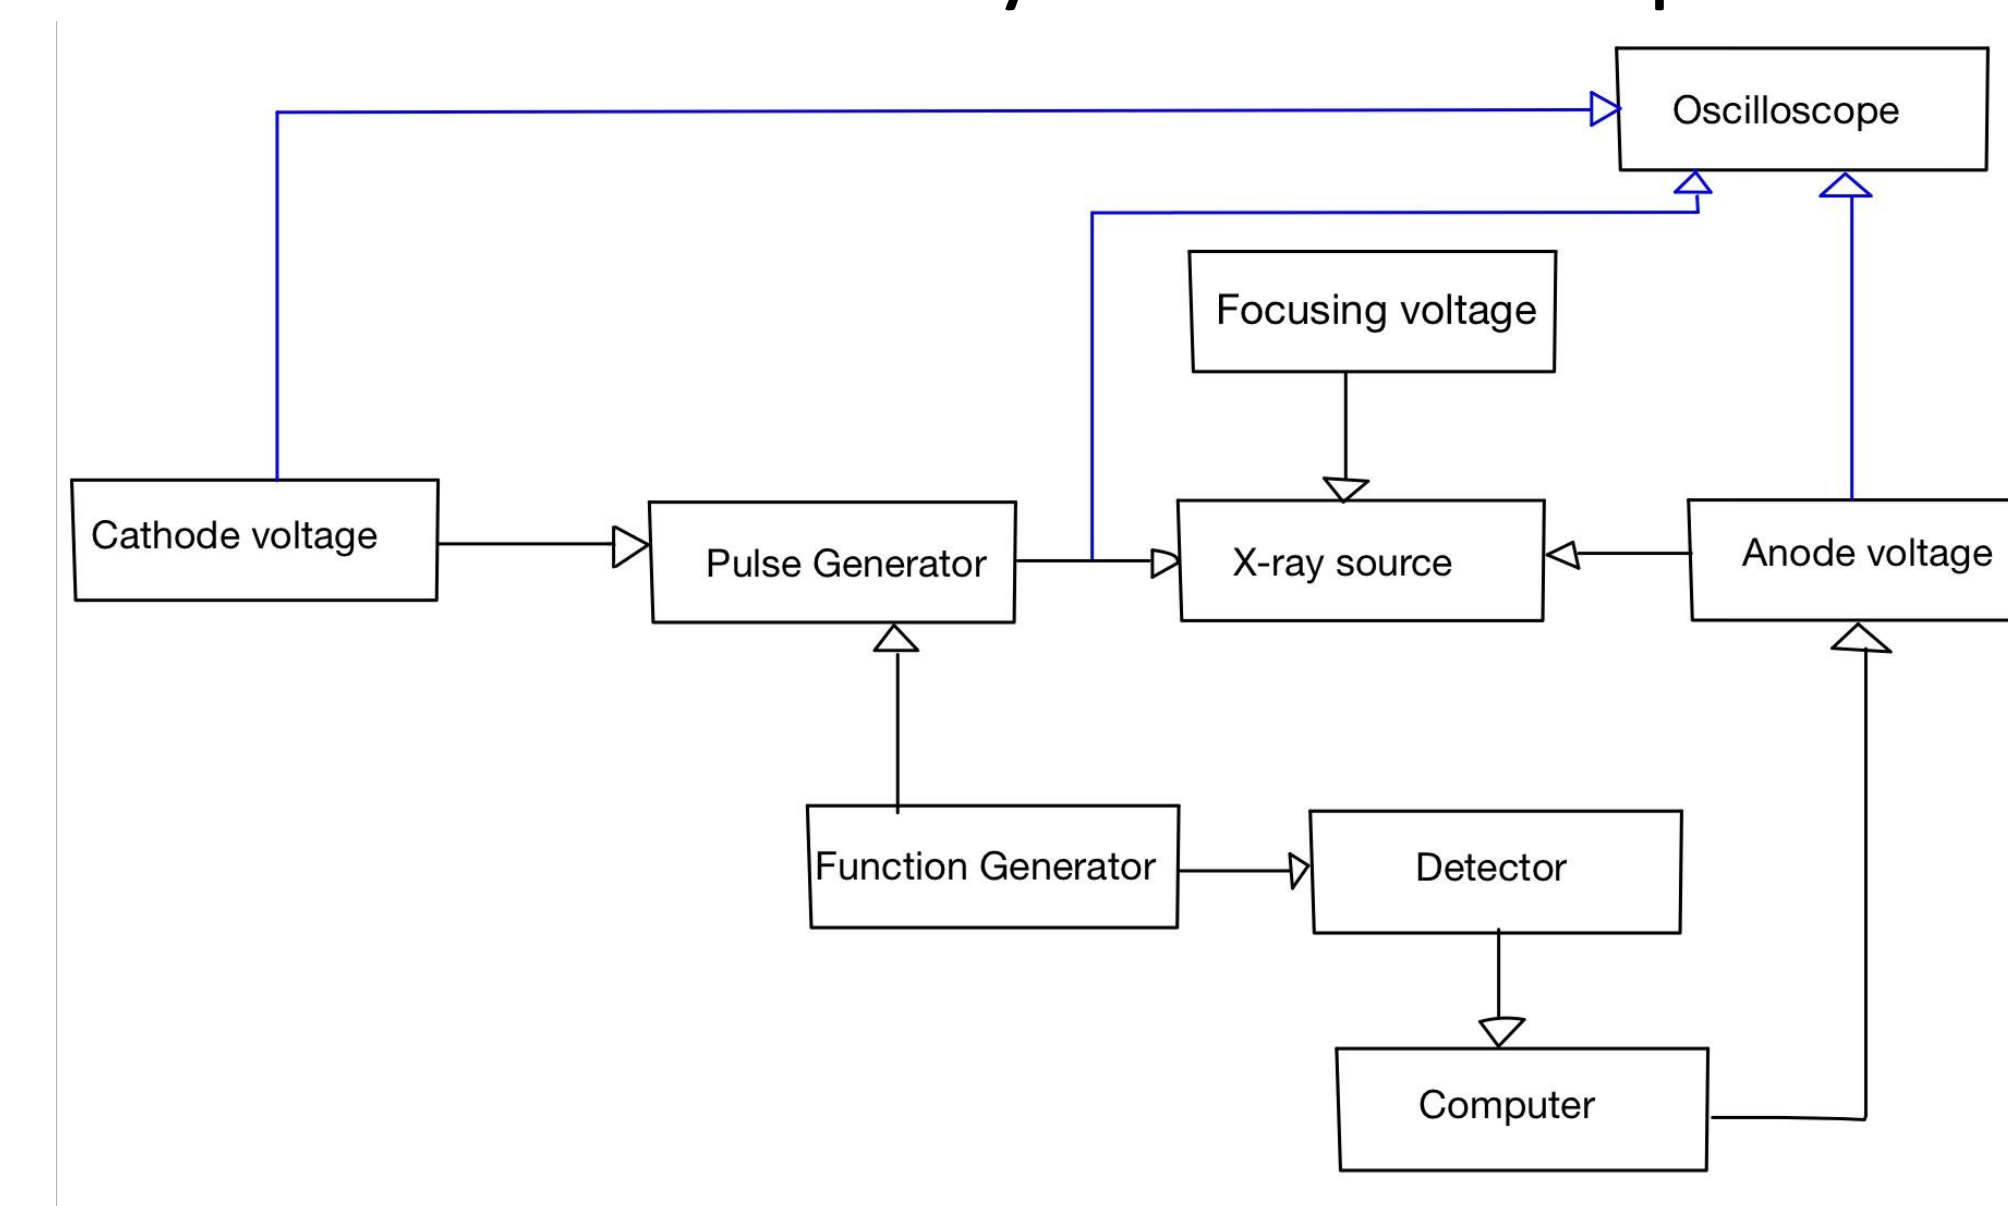 Oscilloscope
Focusing voltage
Cathode voltage
Pulse Generator
X-ray source
Anode voltage
Function Generator
Detector
Computer